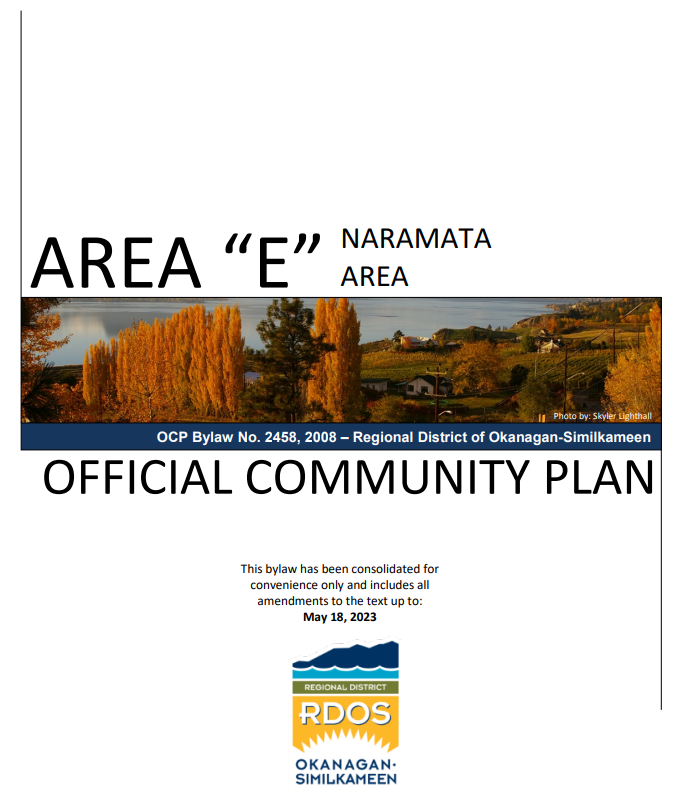 AREA “E”
NARAMATA
AREA
Photo by: Skyler Lighthall
OCP Bylaw No. 2458, 2008 – Regional District of Okanagan-Similkameen
OFFICIAL COMMUNITY PLAN
This bylaw has been consolidated for
convenience only and includes all
amendments to the text up to:
May 18, 2023
REGIONAL DISTRICT
RDOS
OKANAGAN·
SIMILKAMEEN